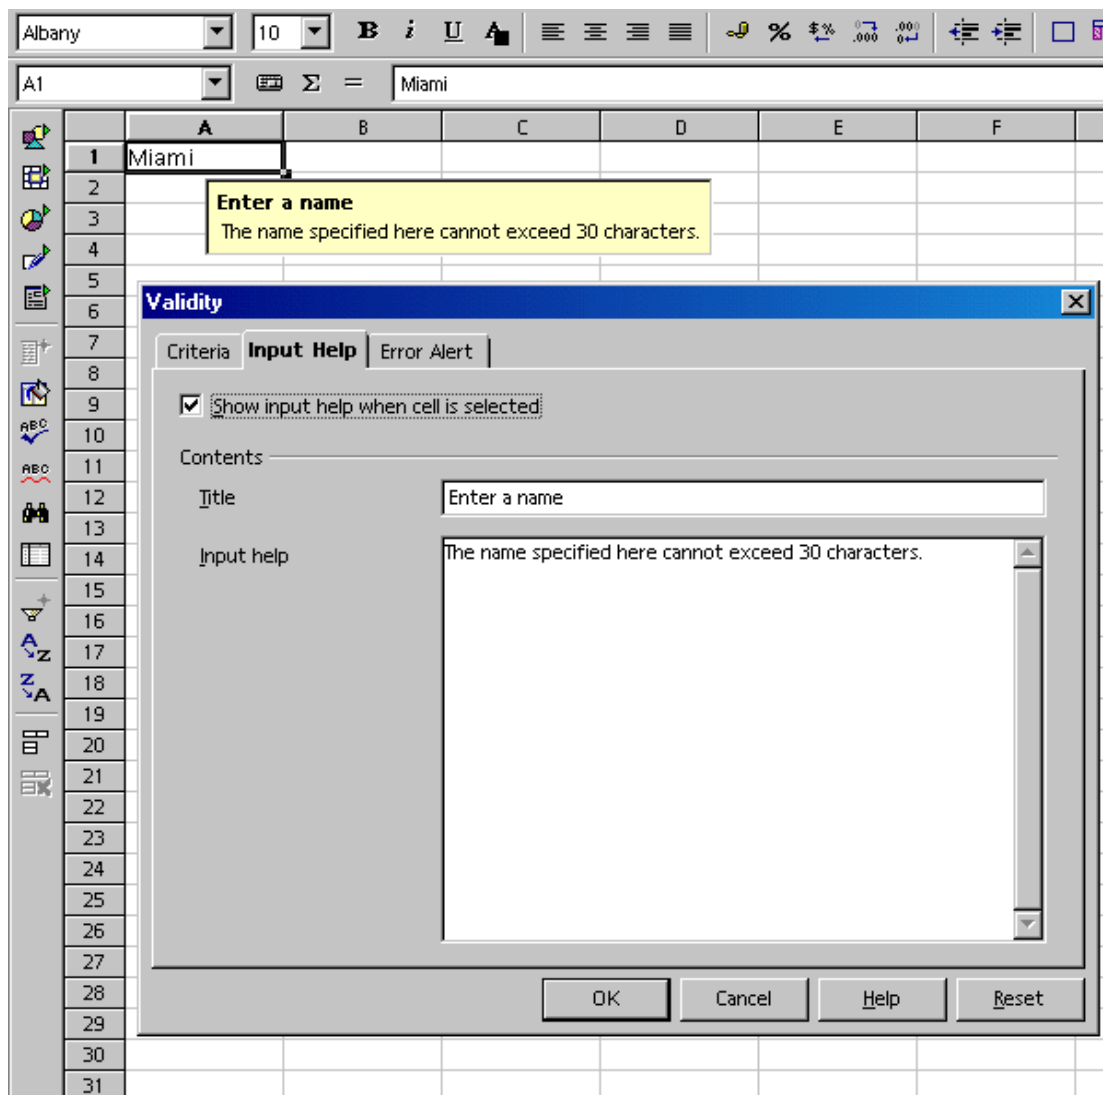 Albany 10 B i U A % $% .000 .000
A1 Σ = Miami
A B C D E F
1 Miami
2
Enter a name
3
The name specified here cannot exceed 30 characters.
4
5
Validity
6
7
Criteria Input Help Error Alert
8
9
Show input help when cell is selected
ABC
10
Contents
11
ABC
12
Title Enter a name
13
14
Input help The name specified here cannot exceed 30 characters.
15
16
17
A Z
18
Z A
19
20
21
22
23
24
25
26
27
28
OK Cancel Help Reset
29
30
31